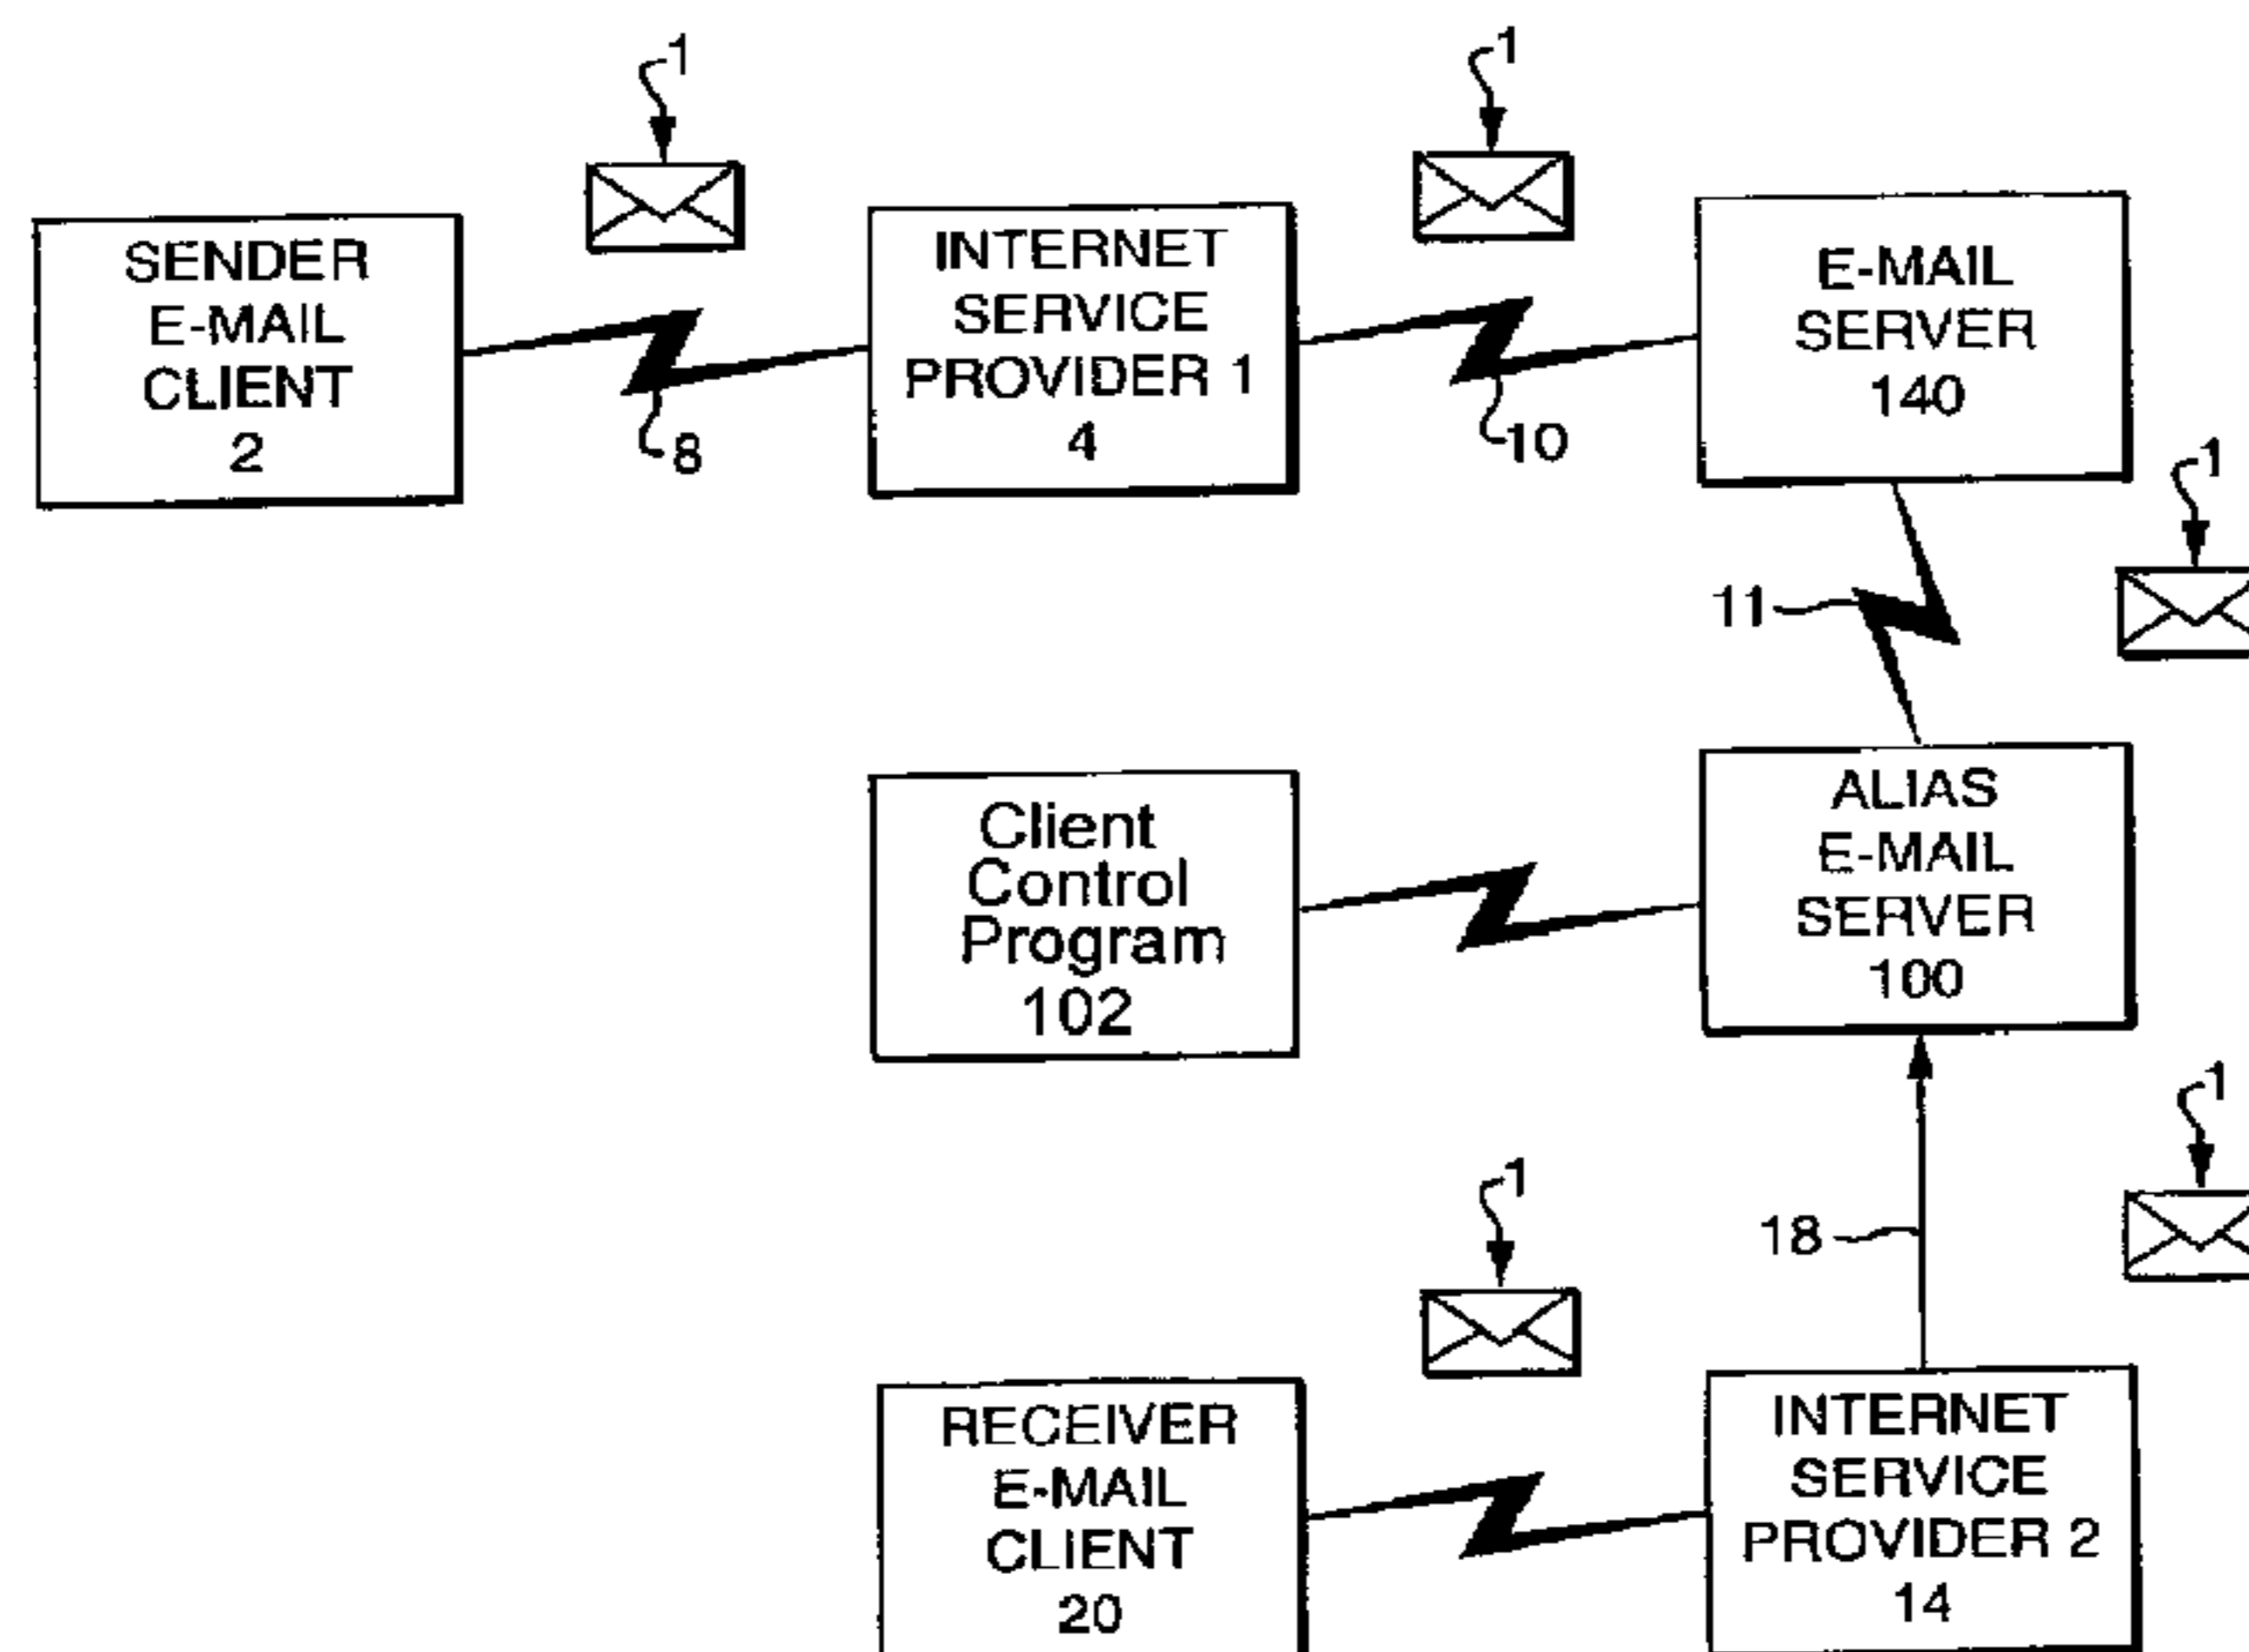 1
1
SENDER
E-MAIL
CLIENT
2
8
INTERNET
SERVICE
PROVIDER 1
4
10
E-MAIL
SERVER
140
1
11
Client
Control
Program
102
ALIAS
E-MAIL
SERVER
100
1
18
1
RECEIVER
E-MAIL
CLIENT
20
INTERNET
SERVICE
PROVIDER 2
14